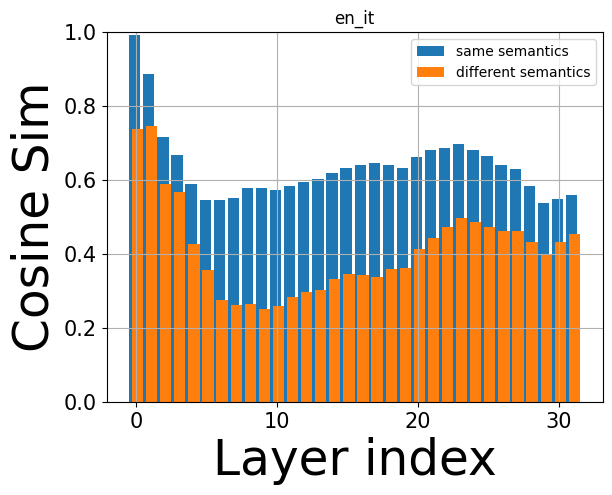 en_it
same semantics
different semantics
Cosine Sim
1.0
0.8
0.6
0.4
0.2
0.0
0 10 20 30
Layer index